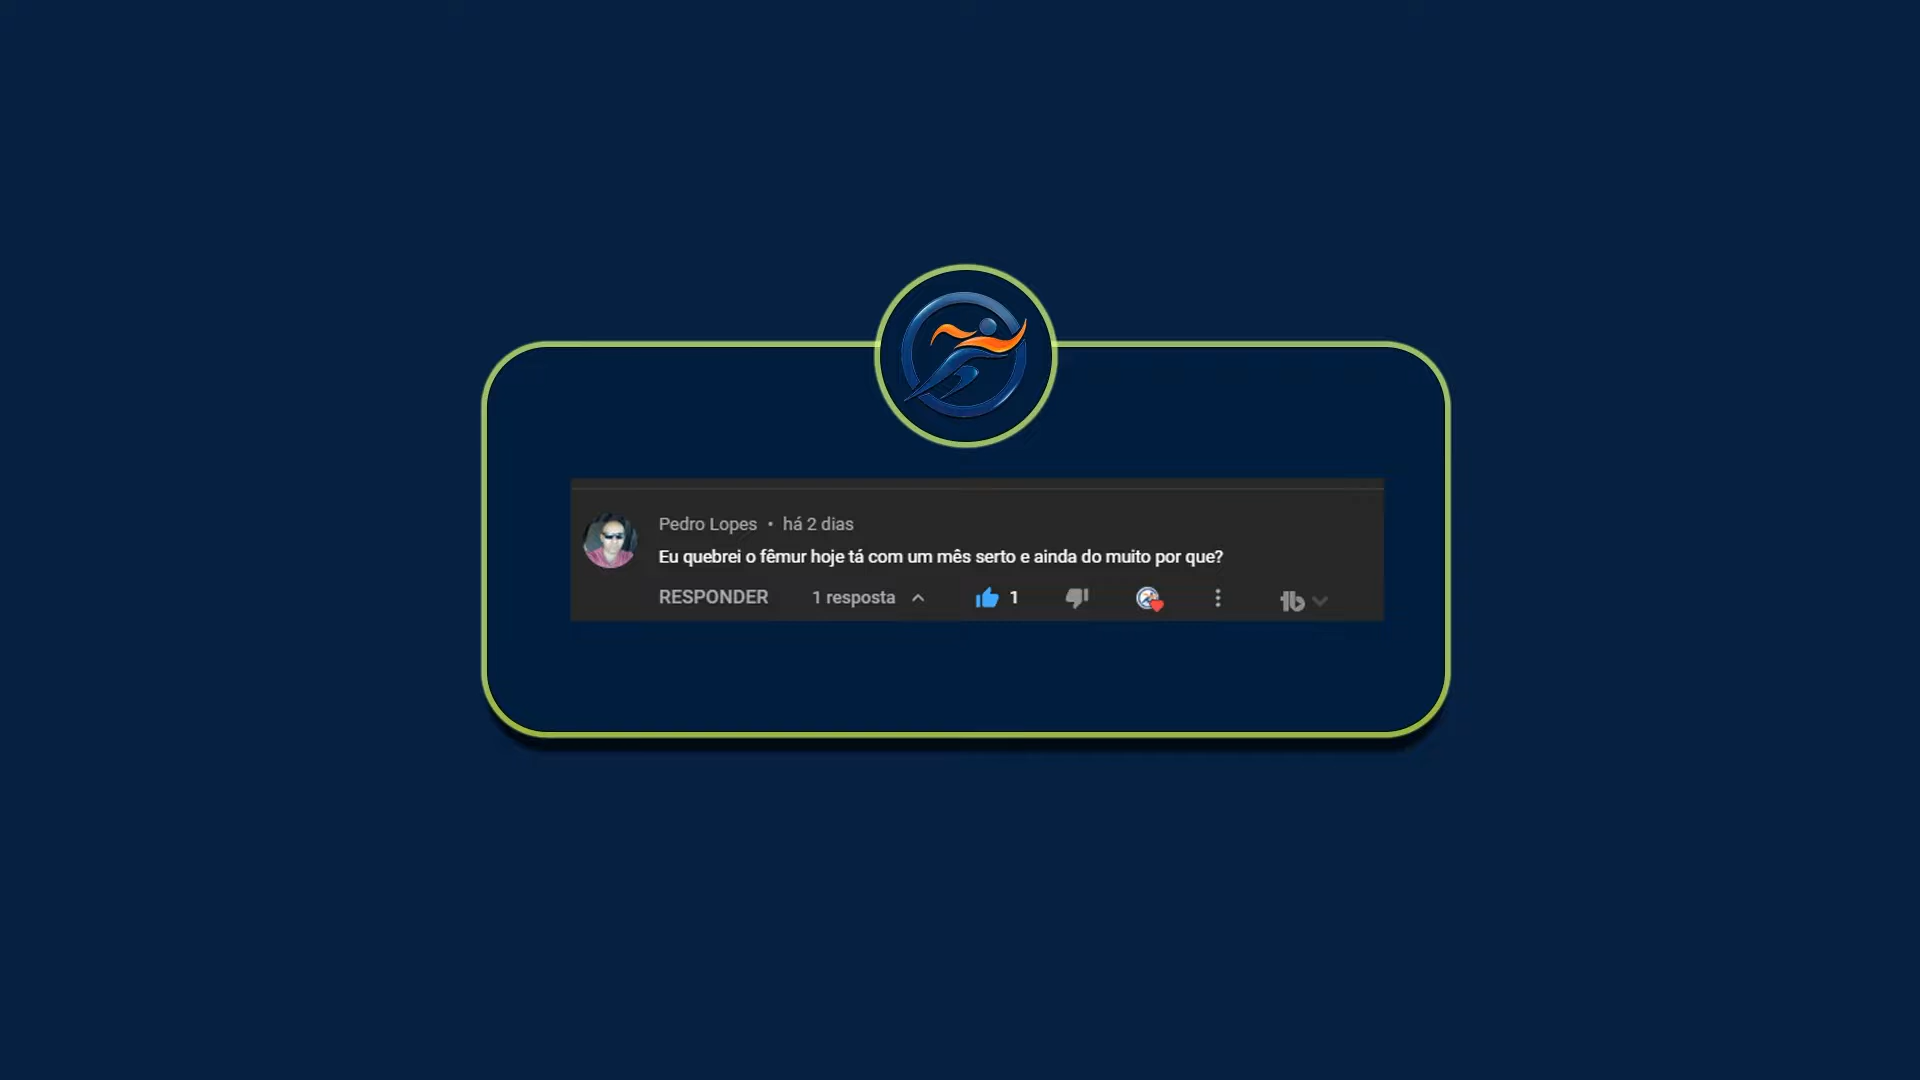 Pedro Lopes • há 2 dias
Eu quebrei o fêmur hoje tá com um mês serto e ainda do muito por que?
RESPONDER 1 resposta 1